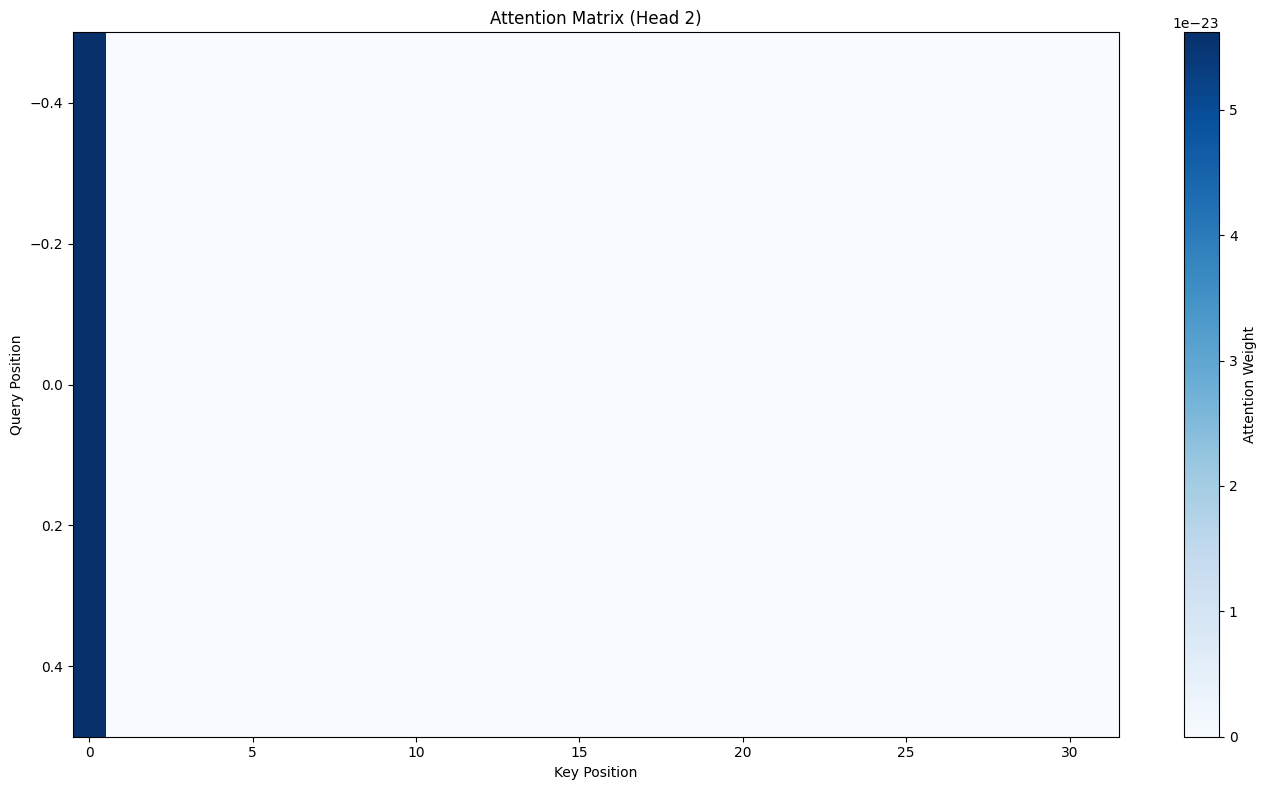 Attention Matrix (Head 2)
1e−23
−0.4
−0.2
0.0
0.2
0.4
Query Position
0 5 10 15 20 25 30
Key Position
5
4
3
2
1
0
Attention Weight